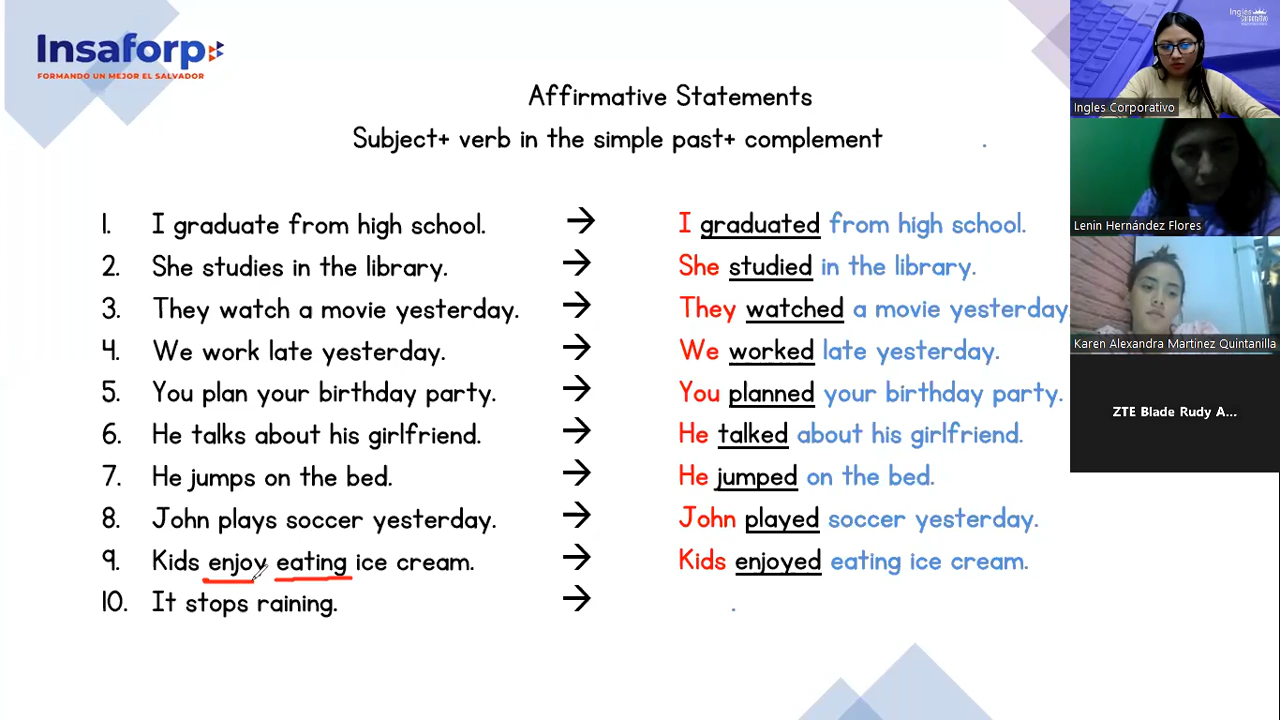 Insaforp
FORMANDO UN MEJOR EL SALVADOR
Affirmative Statements
Subject+ verb in the simple past+ complement
1. I graduate from high school. → I graduated from high school.
2. She studies in the library. → She studied in the library.
3. They watch a movie yesterday. → They watched a movie yesterday
4. We work late yesterday. → We worked late yesterday.
5. You plan your birthday party. → You planned your birthday party.
6. He talks about his girlfriend. → He talked about his girlfriend.
7. He jumps on the bed. → He jumped on the bed.
8. John plays soccer yesterday. → John played soccer yesterday.
9. Kids enjoy eating ice cream. → Kids enjoyed eating ice cream.
10. It stops raining. → .
Ingles
Corporativo
Ingles Corporativo
Lenin Hernández Flores
Karen Alexandra Martínez Quintanilla
ZTE Blade Rudy A...